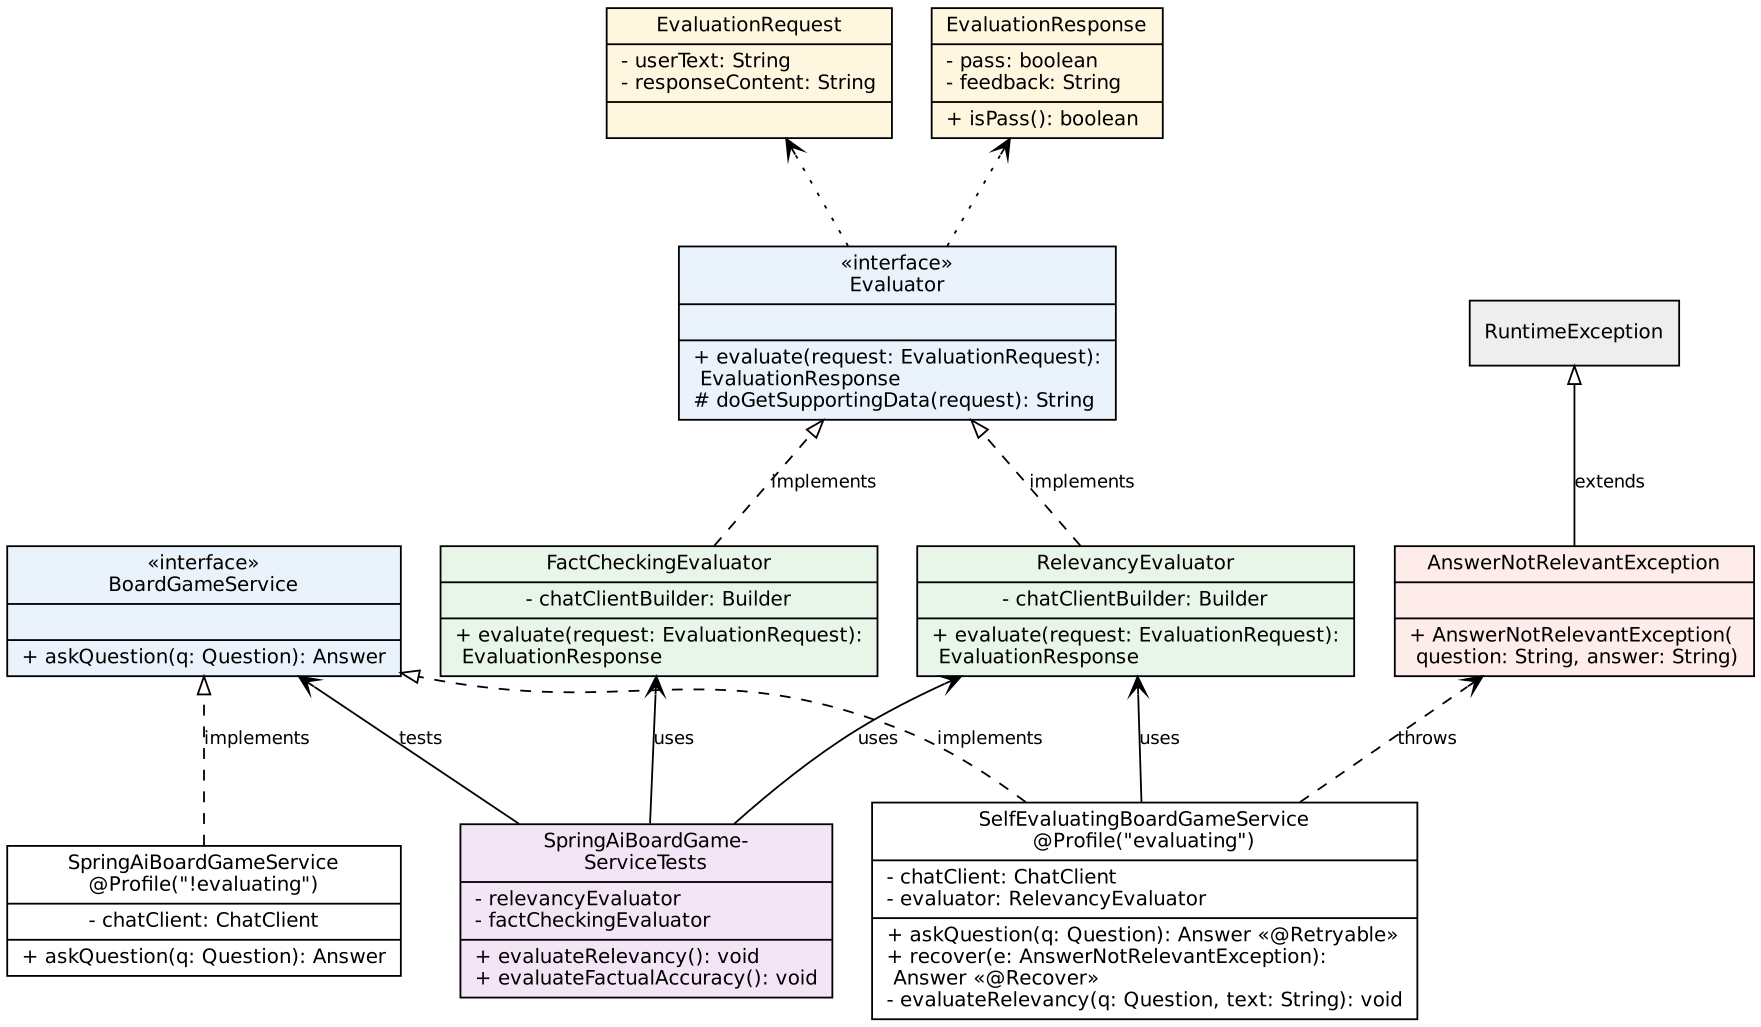 EvaluationRequest
- userText: String
- responseContent: String
EvaluationResponse
- pass: boolean
- feedback: String
+ isPass(): boolean
«interface»
Evaluator
+ evaluate(request: EvaluationRequest):
EvaluationResponse
# doGetSupportingData(request): String
RuntimeException
implements
implements
extends
«interface»
BoardGameService
+ askQuestion(q: Question): Answer
FactCheckingEvaluator
- chatClientBuilder: Builder
+ evaluate(request: EvaluationRequest):
EvaluationResponse
RelevancyEvaluator
- chatClientBuilder: Builder
+ evaluate(request: EvaluationRequest):
EvaluationResponse
AnswerNotRelevantException
+ AnswerNotRelevantException(
question: String, answer: String)
implements
tests
uses
uses
implements
uses
throws
SpringAiBoardGameService
@Profile("!evaluating")
- chatClient: ChatClient
+ askQuestion(q: Question): Answer
SpringAiBoardGame-
ServiceTests
- relevancyEvaluator
- factCheckingEvaluator
+ evaluateRelevancy(): void
+ evaluateFactualAccuracy(): void
SelfEvaluatingBoardGameService
@Profile("evaluating")
- chatClient: ChatClient
- evaluator: RelevancyEvaluator
+ askQuestion(q: Question): Answer «@Retryable»
+ recover(e: AnswerNotRelevantException):
Answer «@Recover»
- evaluateRelevancy(q: Question, text: String): void